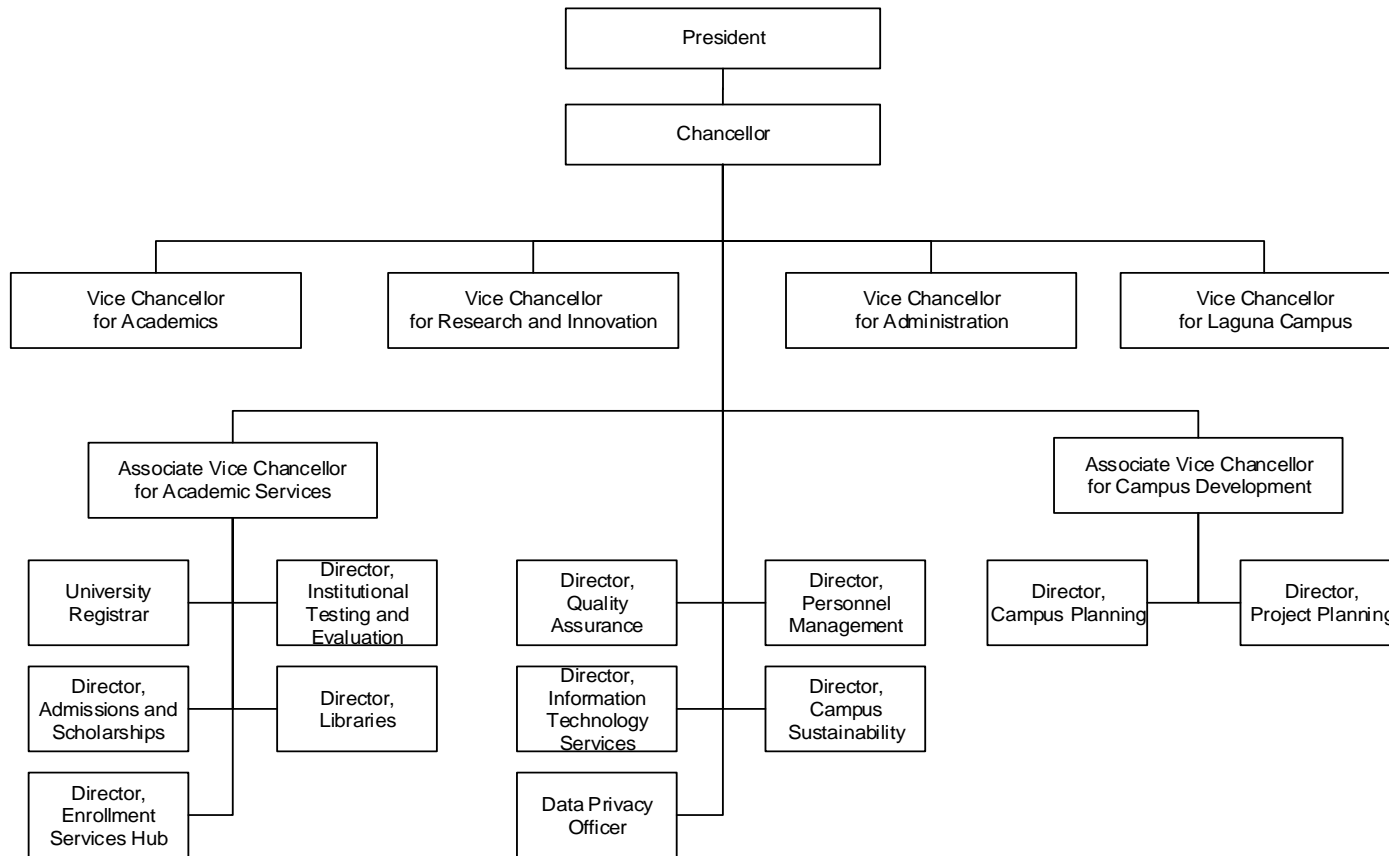 President
Chancellor
Vice Chancellor
for Academics
Vice Chancellor
for Research and Innovation
Vice Chancellor
for Administration
Vice Chancellor
for Laguna Campus
Associate Vice Chancellor
for Academic Services
Associate Vice Chancellor
for Campus Development
University
Registrar
Director,
Institutional
Testing and
Evaluation
Director,
Quality
Assurance
Director,
Personnel
Management
Director,
Campus Planning
Director,
Project Planning
Director,
Admissions and
Scholarships
Director,
Libraries
Director,
Information
Technology
Services
Director,
Campus
Sustainability
Director,
Enrollment
Services Hub
Data Privacy
Officer